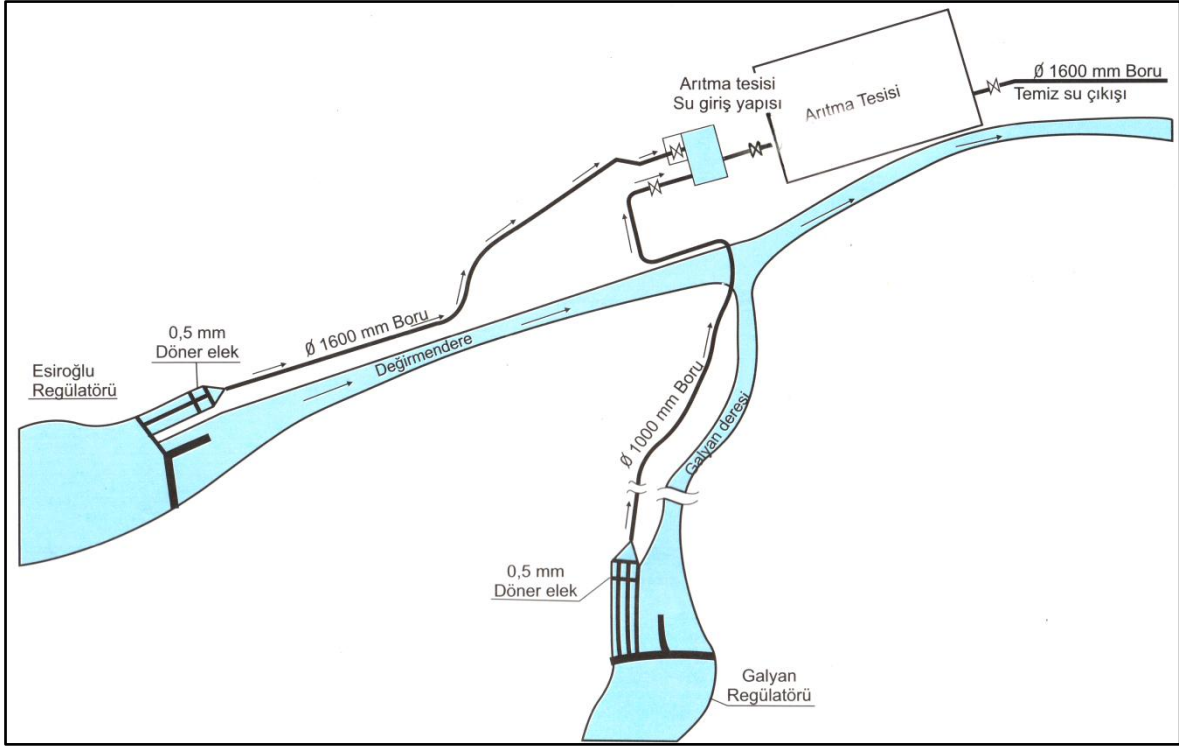 Ø 1600 mm Boru
Temiz su çıkışı
Arıtma tesisi
Su giriş yapısı
Arıtma Tesisi
Ø 1600 mm Boru
0,5 mm
Döner elek
Değirmendere
Esiroğlu
Regülatörü
Ø 1000 mm Boru
Galyan deresi
0,5 mm
Döner elek
Galyan
Regülatörü